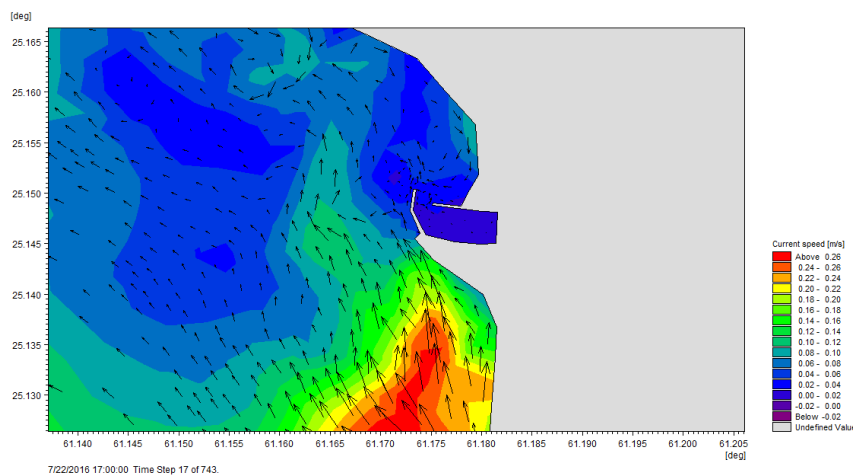 [deg]
25.165
25.160
25.155
25.150
25.145
25.140
25.135
25.130
61.140 61.145 61.150 61.155 61.160 61.165 61.170 61.175 61.180 61.185 61.190 61.195 61.200 61.205
[deg]
7/22/2016 17:00:00 Time Step 17 of 743.
Current speed [m/s]
Above 0.26
0.24 - 0.26
0.22 - 0.24
0.20 - 0.22
0.18 - 0.20
0.16 - 0.18
0.14 - 0.16
0.12 - 0.14
0.10 - 0.12
0.08 - 0.10
0.06 - 0.08
0.04 - 0.06
0.02 - 0.04
0.00 - 0.02
-0.02 - 0.00
Below -0.02
Undefined Value